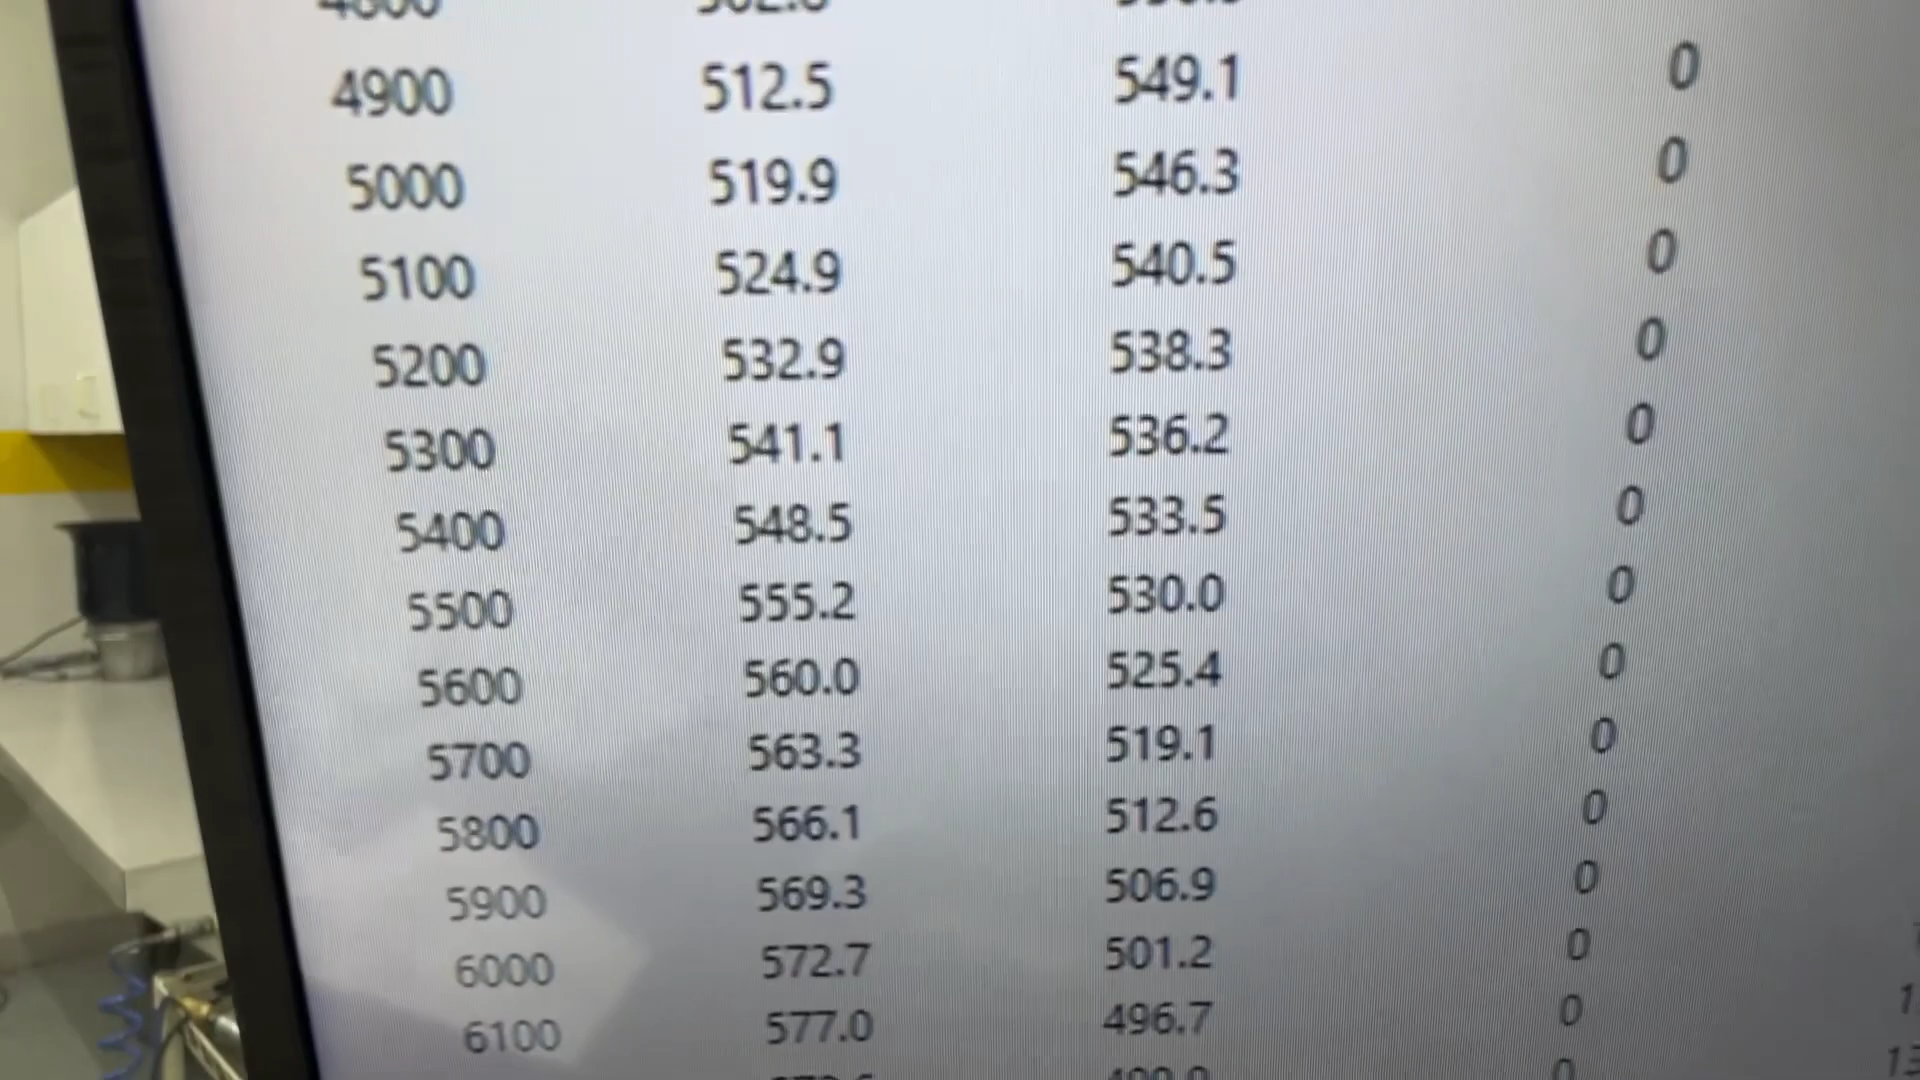 4900 512.5 549.1 0
5000 519.9 546.3 0
5100 524.9 540.5 0
5200 532.9 538.3 0
5300 541.1 536.2 0
5400 548.5 533.5 0
5500 555.2 530.0 0
5600 560.0 525.4 0
5700 563.3 519.1 0
5800 566.1 512.6 0
5900 569.3 506.9 0
6000 572.7 501.2 0
6100 577.0 496.7 0